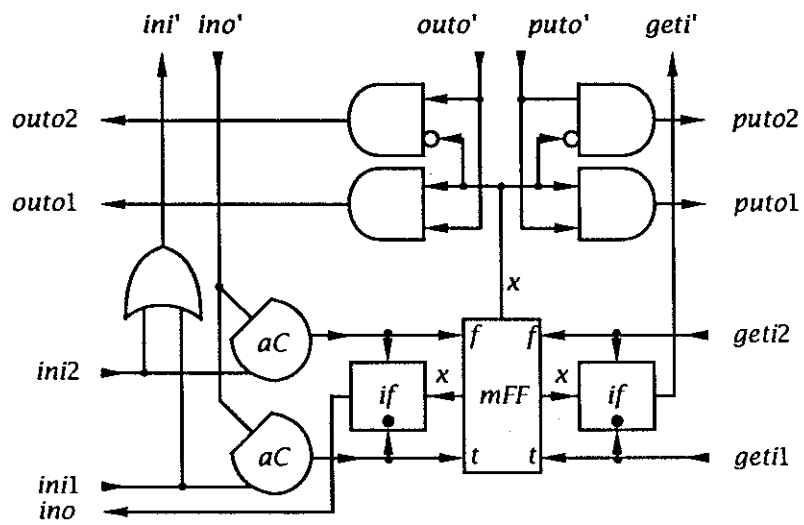 ini' ino' outo' puto' geti'
outo2 puto2
outo1 puto1
x
aC f f geti2
ini2 if x mFF x if
aC t t geti1
ini1
ino